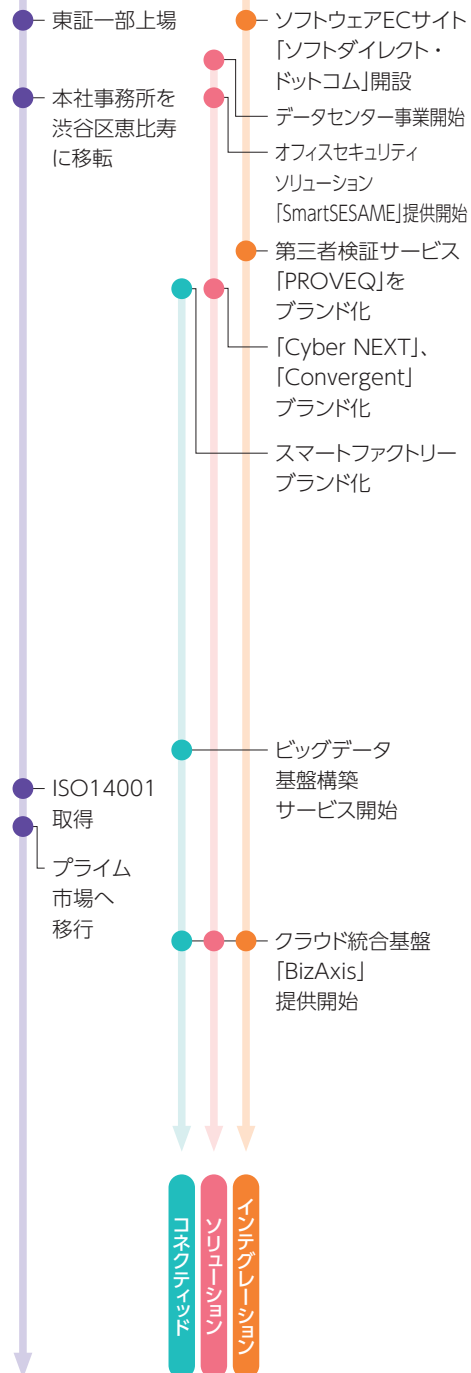 東証一部上場
本社事務所を
渋谷区恵比寿
に移転
ISO14001
取得
プライム
市場へ
移行
ソフトウェアECサイト
「ソフトダイレクト・
ドットコム」開設
データセンター事業開始
オフィスセキュリティ
ソリューション
「SmartSESAME」提供開始
第三者検証サービス
「PROVEQ」を
ブランド化
「Cyber NEXT」、
「Convergent」
ブランド化
スマートファクトリー
ブランド化
ビッグデータ
基盤構築
サービス開始
クラウド統合基盤
「BizAxis」
提供開始
コネクティッド
ソリューション
インテグレーション